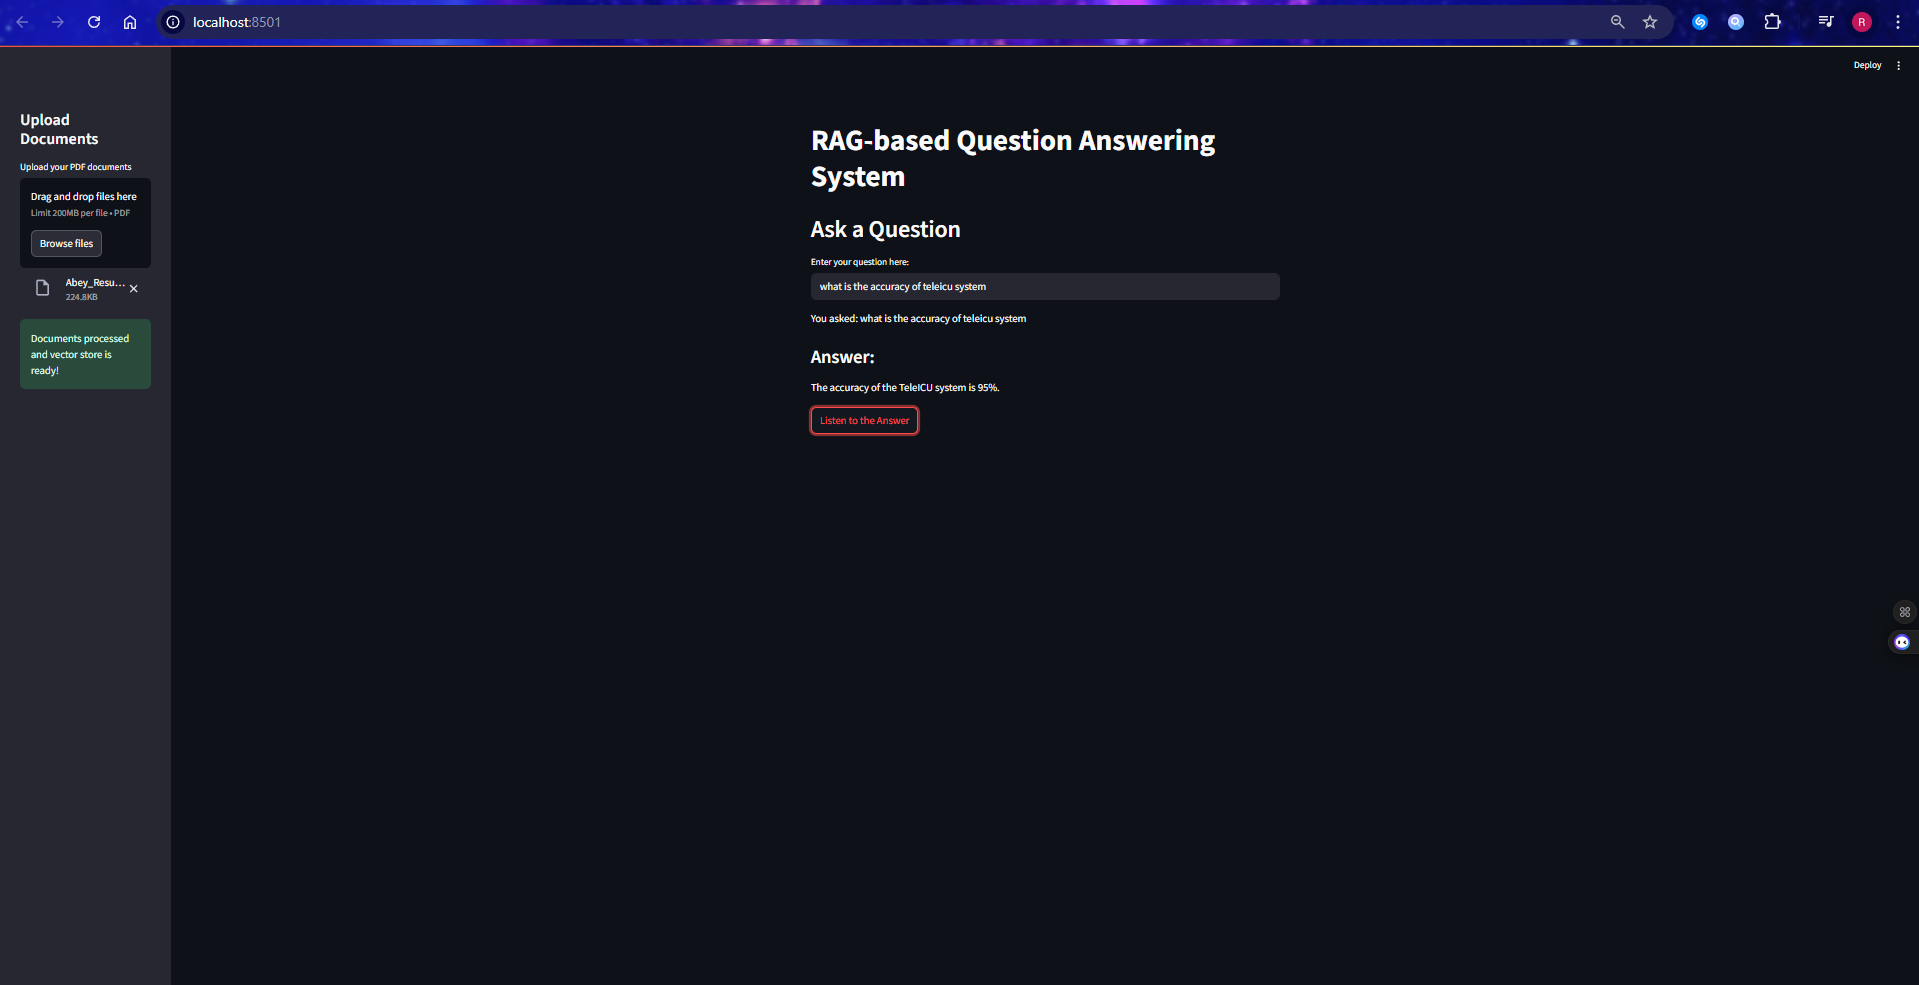 localhost:8501
R
Deploy
Upload
Documents
Upload your PDF documents
Drag and drop files here
Limit 200MB per file • PDF
Browse files
Abey_Resu...
224.8KB
Documents processed
and vector store is
ready!
RAG-based Question Answering
System
Ask a Question
Enter your question here:
what is the accuracy of teleicu system
You asked: what is the accuracy of teleicu system
Answer:
The accuracy of the TeleICU system is 95%.
Listen to the Answer